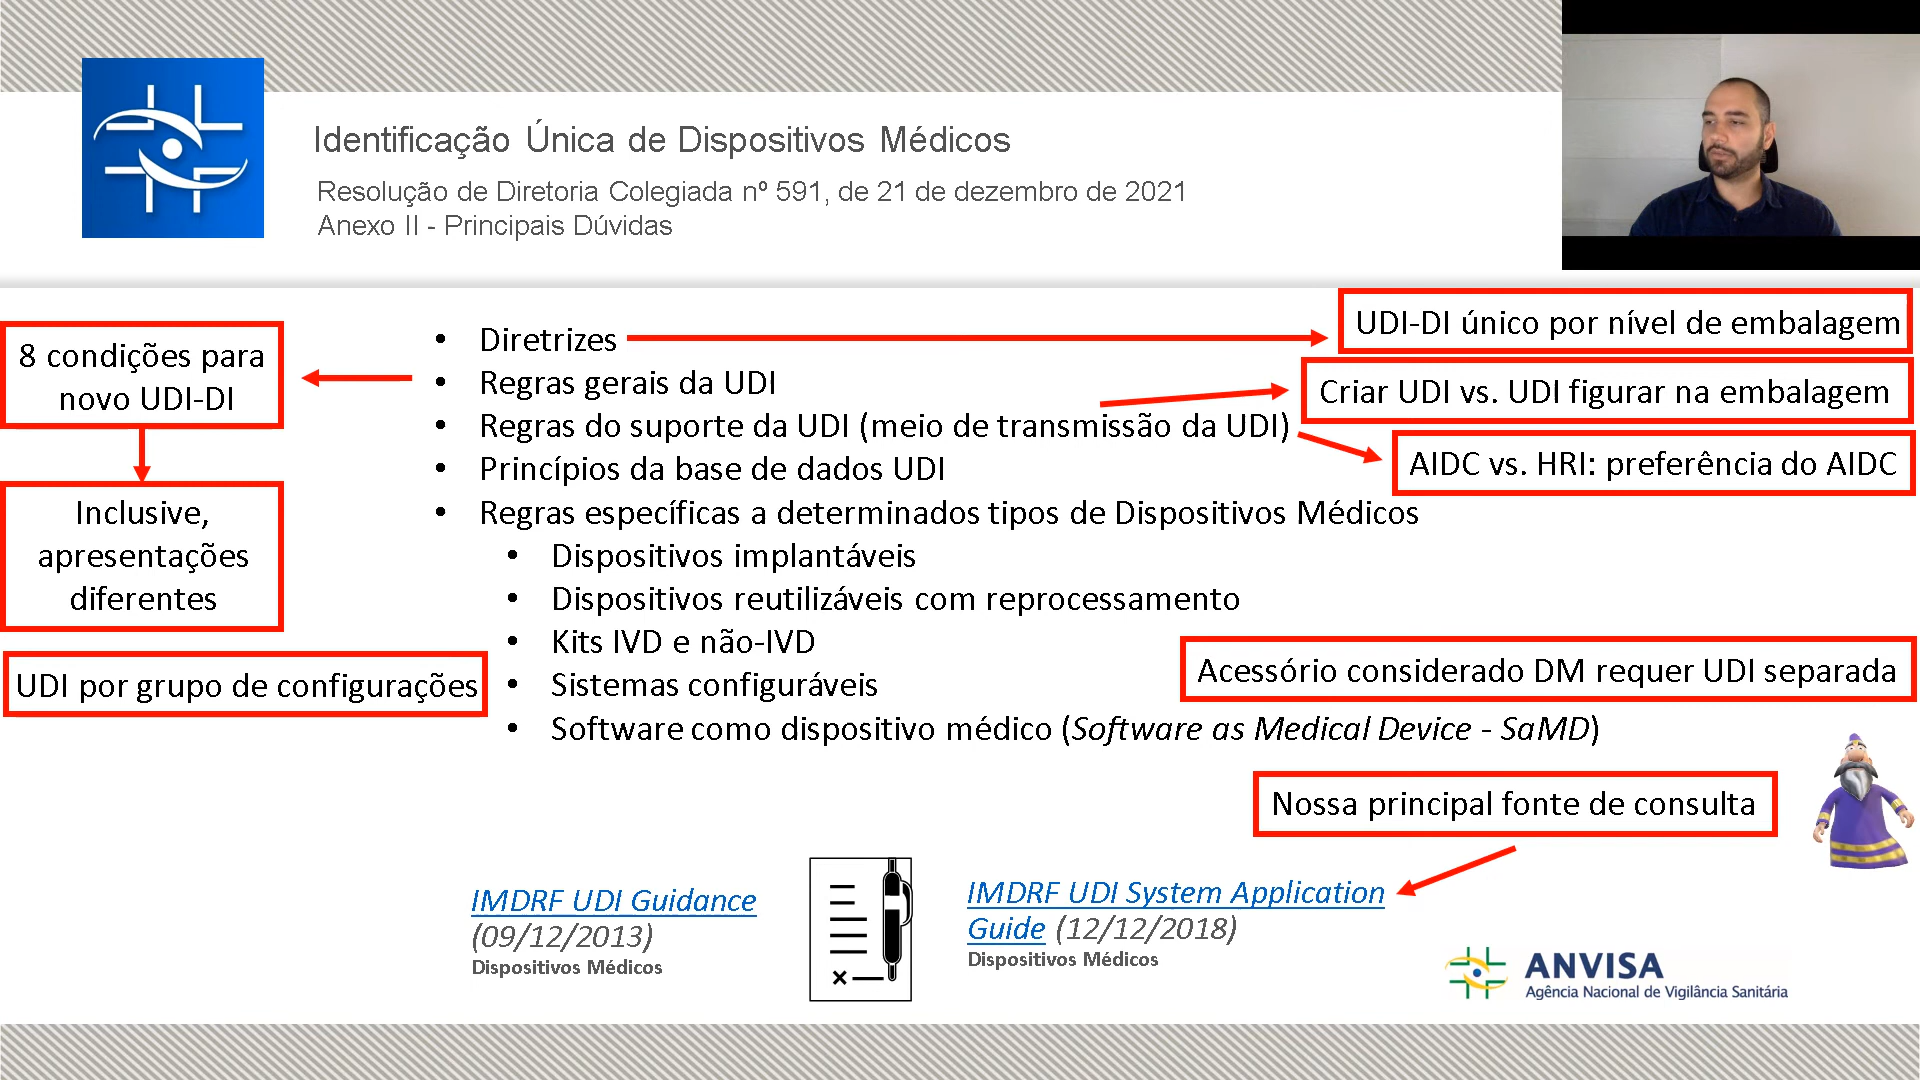 Identificação Única de Dispositivos Médicos
Resolução de Diretoria Colegiada nº 591, de 21 de dezembro de 2021
Anexo II - Principais Dúvidas
8 condições para
novo UDI-DI
Inclusive,
apresentações
diferentes
UDI por grupo de configurações
• Diretrizes
• Regras gerais da UDI
• Regras do suporte da UDI (meio de transmissão da UDI)
• Princípios da base de dados UDI
• Regras específicas a determinados tipos de Dispositivos Médicos
• Dispositivos implantáveis
• Dispositivos reutilizáveis com reprocessamento
• Kits IVD e não-IVD
• Sistemas configuráveis
• Software como dispositivo médico (Software as Medical Device - SaMD)
UDI-DI único por nível de embalagem
Criar UDI vs. UDI figurar na embalagem
AIDC vs. HRI: preferência do AIDC
Acessório considerado DM requer UDI separada
Nossa principal fonte de consulta
IMDRF UDI Guidance
(09/12/2013)
Dispositivos Médicos
IMDRF UDI System Application
Guide (12/12/2018)
Dispositivos Médicos
ANVISA
Agência Nacional de Vigilância Sanitária